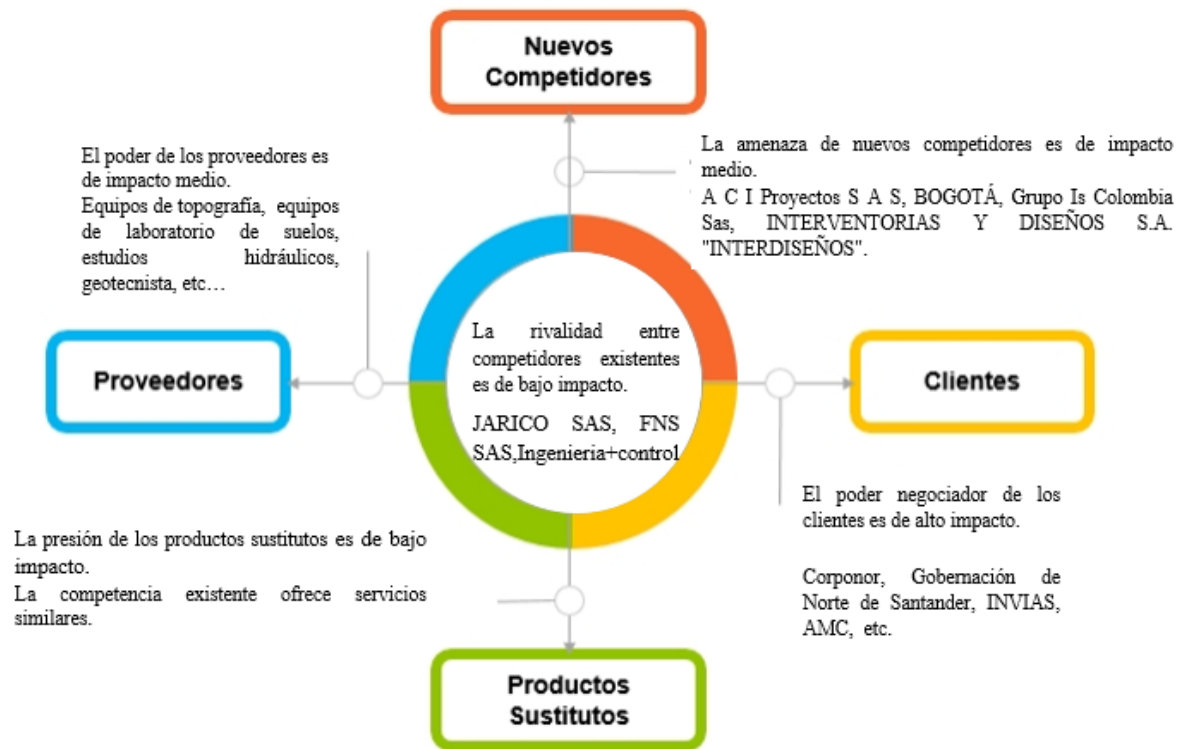 Nuevos
Competidores
El poder de los proveedores es
de impacto medio.
Equipos de topografía, equipos
de laboratorio de suelos,
estudios hidráulicos,
geotecnista, etc…
La amenaza de nuevos competidores es de impacto
medio.
A C I Proyectos S A S, BOGOTÁ, Grupo Is Colombia
Sas, INTERVENTORIAS Y DISEÑOS S.A.
"INTERDISEÑOS".
Proveedores
La rivalidad entre
competidores existentes
es de bajo impacto.
JARICO SAS, FNS
SAS,Ingenieria+control
Clientes
La presión de los productos sustitutos es de bajo
impacto.
La competencia existente ofrece servicios
similares.
El poder negociador de los
clientes es de alto impacto.
Corponor, Gobernación de
Norte de Santander, INVIAS,
AMC, etc.
Productos
Sustitutos